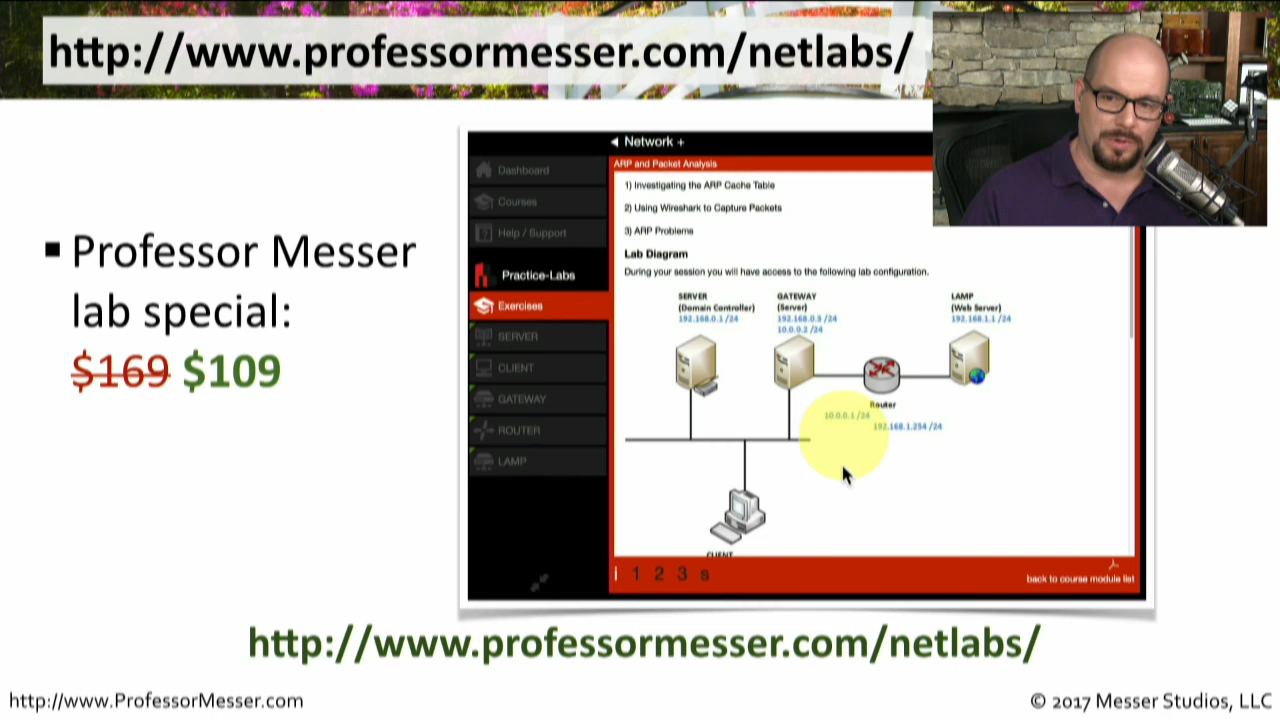 http://www.professormesser.com/netlabs/
▪ Professor Messer
lab special:
$169 $109
Network +
Dashboard
Courses
Help / Support
Practice-Labs
Exercises
SERVER
CLIENT
GATEWAY
ROUTER
LAMP
ARP and Packet Analysis
1) Investigating the ARP Cache Table
2) Using Wireshark to Capture Packets
3) ARP Problems
Lab Diagram
During your session you will have access to the following lab configuration.
SERVER
(Domain Controller)
192.168.0.1 /24
GATEWAY
(Server)
192.168.0.3 /24
10.0.0.2 /24
LAMP
(Web Server)
192.168.1.1 /24
Router
10.0.0.1 /24
192.168.1.254 /24
CLIENT
i 1 2 3 s
back to course module list
http://www.professormesser.com/netlabs/
http://www.ProfessorMesser.com
© 2017 Messer Studios, LLC